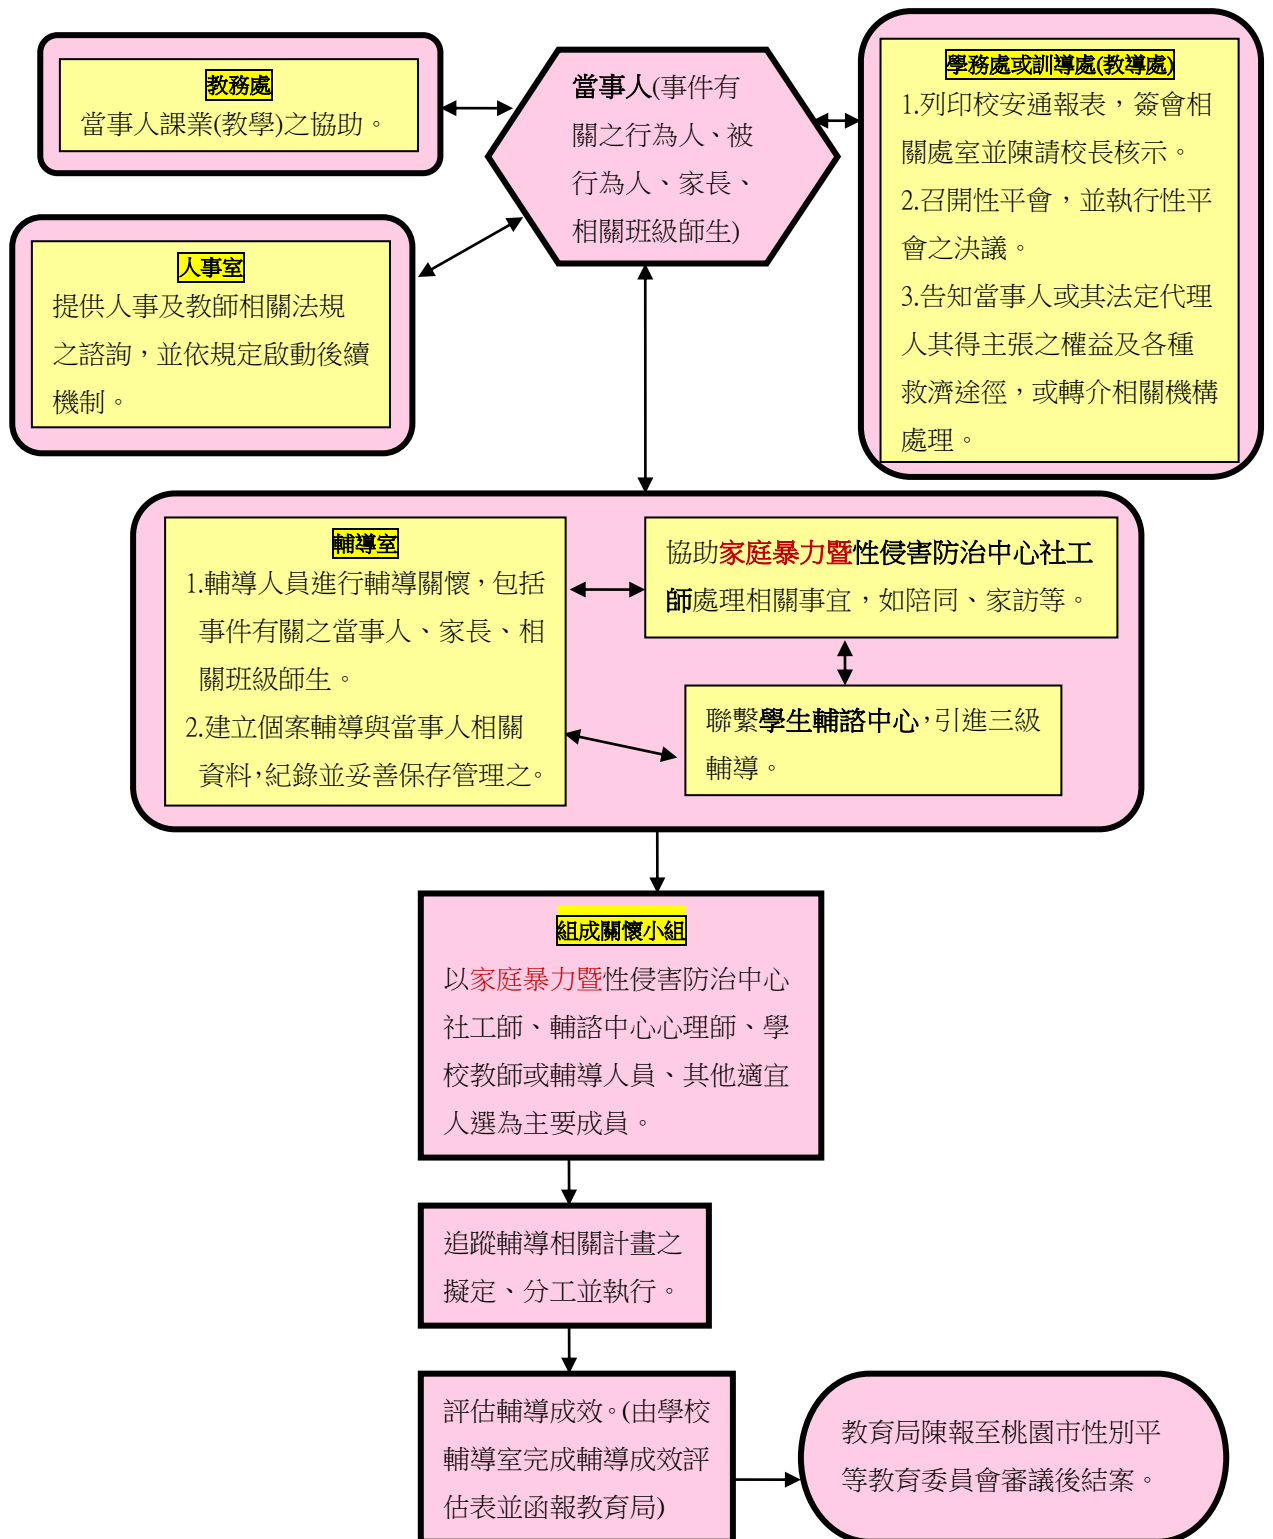 教務處
當事人課業(教學)之協助。
當事人(事件有
關之行為人、被
行為人、家長、
相關班級師生)
學務處或訓導處(教導處)
1.列印校安通報表，簽會相
關處室並陳請校長核示。
2.召開性平會，並執行性平
會之決議。
3.告知當事人或其法定代理
人其得主張之權益及各種
救濟途徑，或轉介相關機構
處理。
人事室
提供人事及教師相關法規
之諮詢，並依規定啟動後續
機制。
輔導室
1.輔導人員進行輔導關懷，包括
事件有關之當事人、家長、相
關班級師生。
2.建立個案輔導與當事人相關
資料，紀錄並妥善保存管理之。
協助家庭暴力暨性侵害防治中心社工
師處理相關事宜，如陪同、家訪等。
聯繫學生輔諮中心，引進三級
輔導。
組成關懷小組
以家庭暴力暨性侵害防治中心
社工師、輔諮中心心理師、學
校教師或輔導人員、其他適宜
人選為主要成員。
追蹤輔導相關計畫之
擬定、分工並執行。
評估輔導成效。(由學校
輔導室完成輔導成效評
估表並函報教育局)
教育局陳報至桃園市性別平
等教育委員會審議後結案。